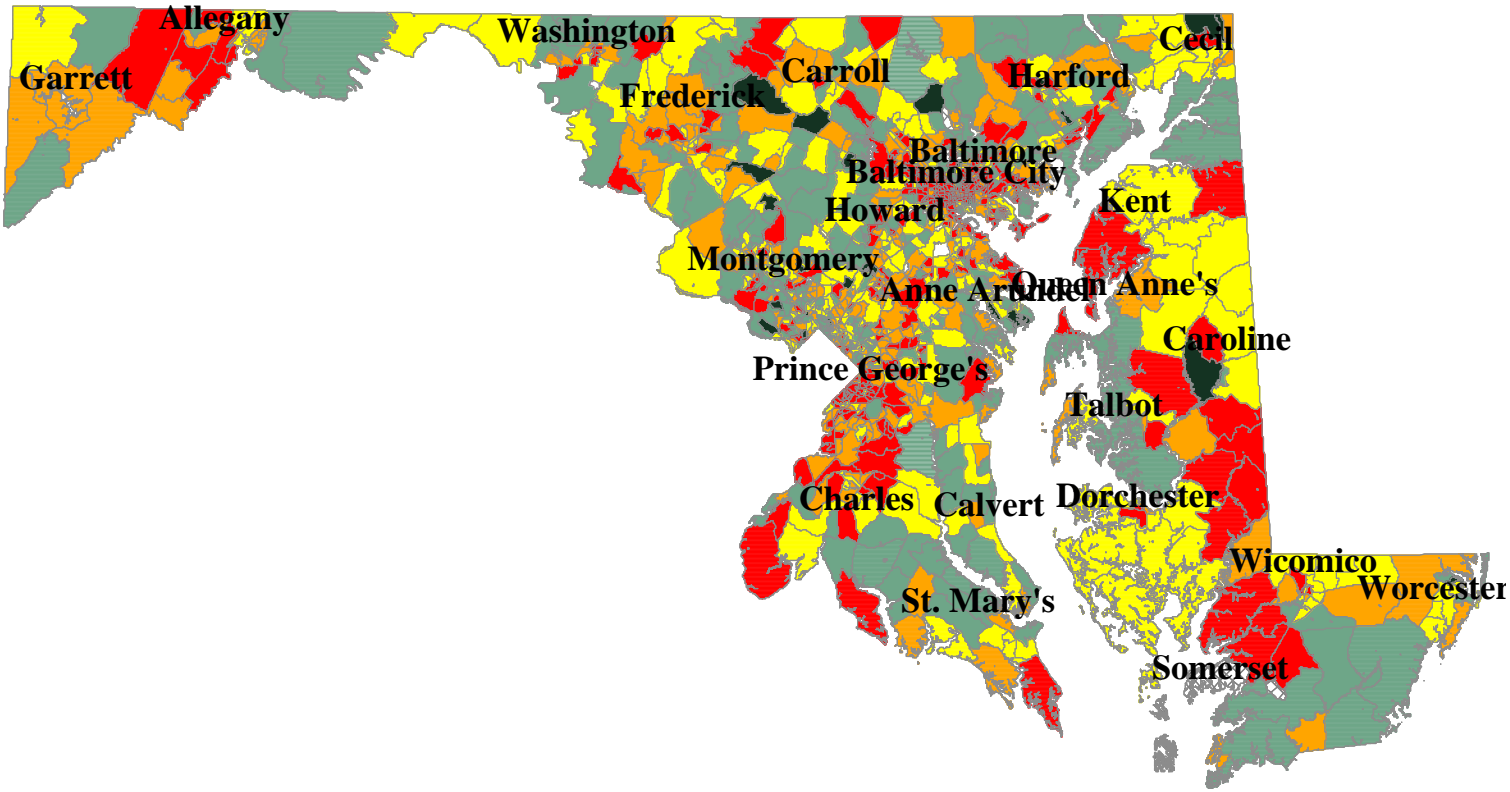 Allegany
Washington
Cecil
Garrett
Carroll
Harford
Frederick
Baltimore
Baltimore City
Kent
Howard
Montgomery
Anne Arundel
Queen Anne's
Caroline
Prince George's
Talbot
Charles
Calvert
Dorchester
Wicomico
Worcester
St. Mary's
Somerset